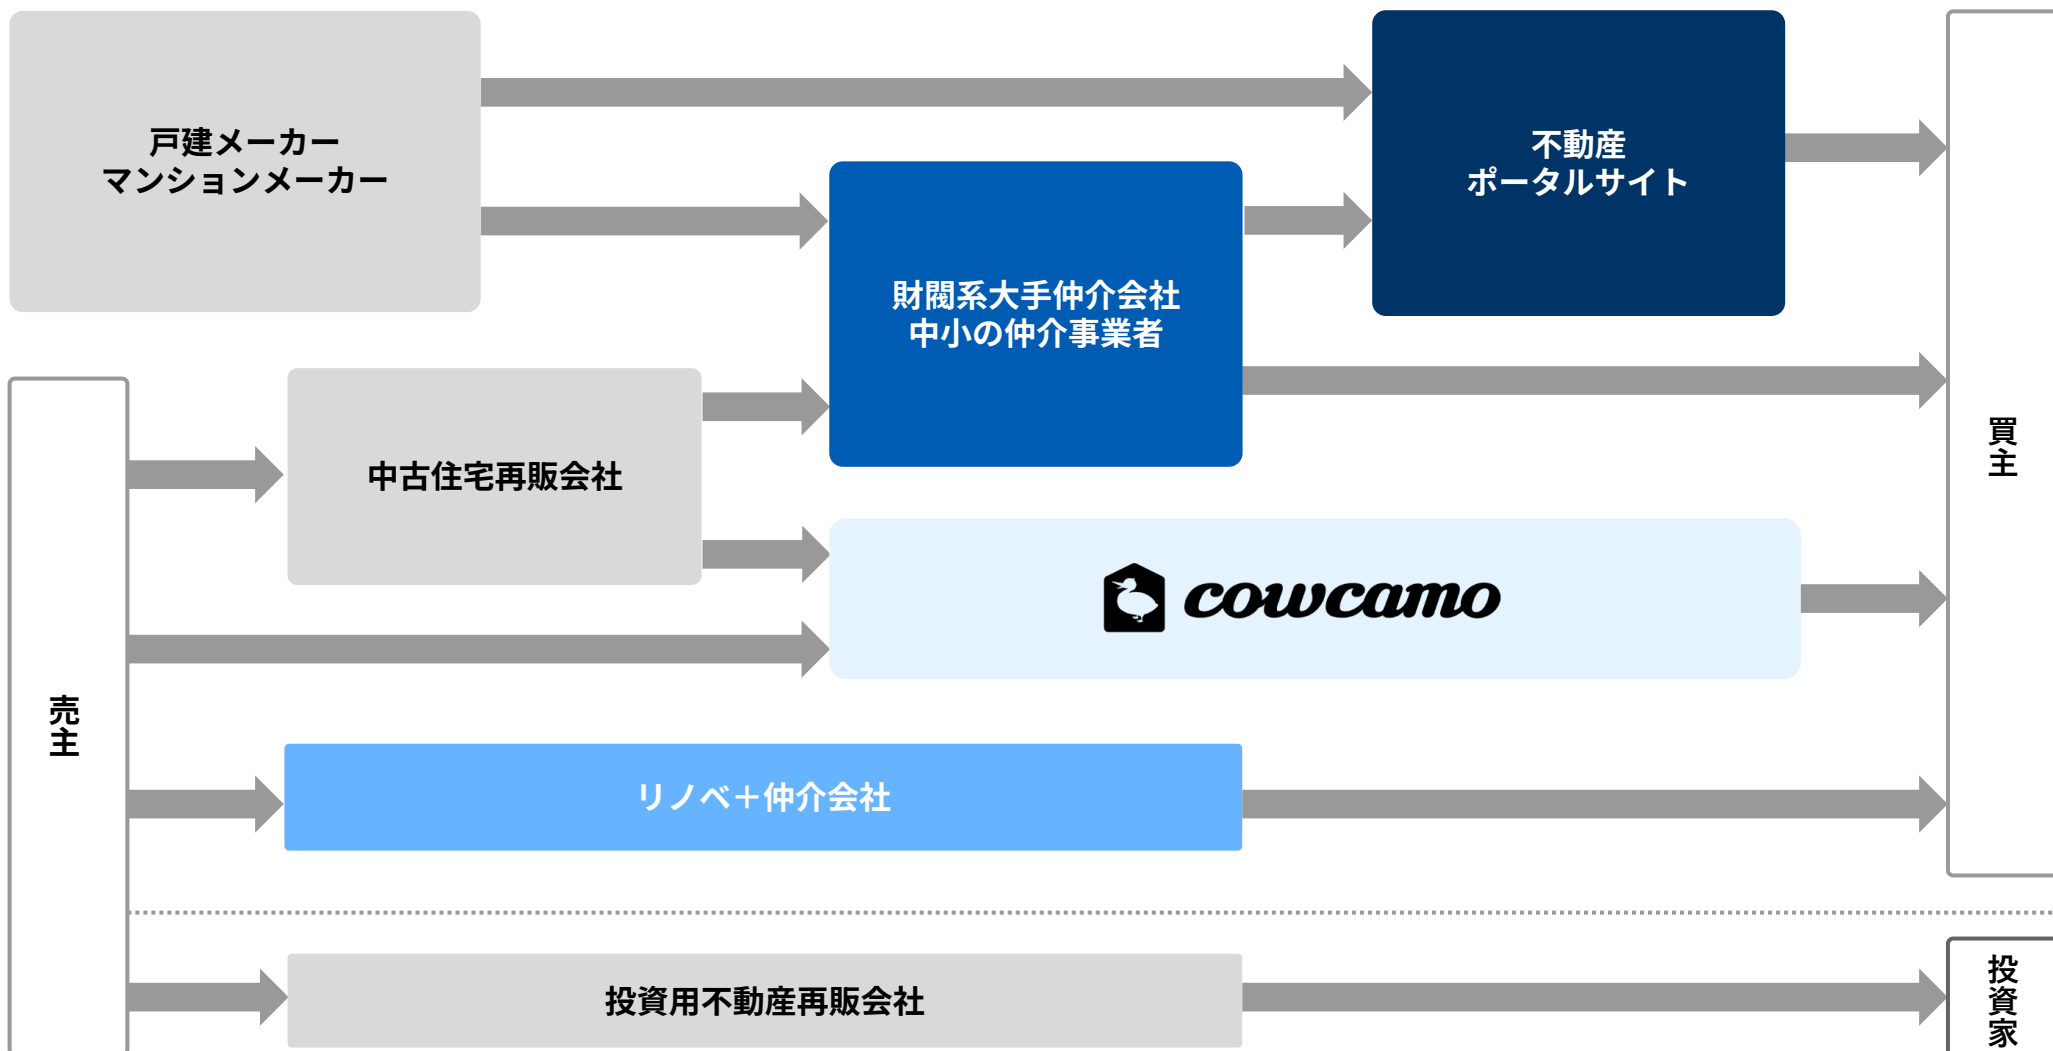 戸建メーカー
マンションメーカー
不動産
ポータルサイト
財閥系大手仲介会社
中小の仲介事業者
中古住宅再販会社
買主
cowcamo
売主
リノベ＋仲介会社
投資用不動産再販会社
投資家